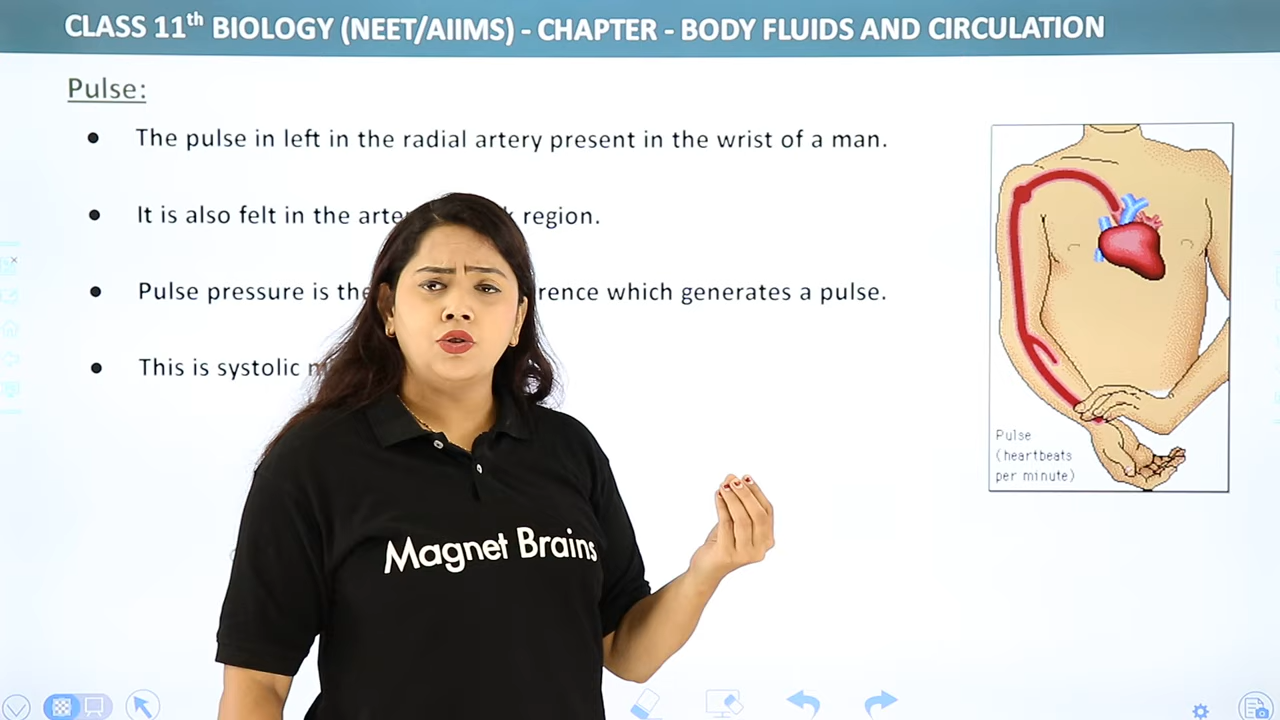 CLASS 11th BIOLOGY (NEET/AIIMS) - CHAPTER - BODY FLUIDS AND CIRCULATION
Pulse:
• The pulse in left in the radial artery present in the wrist of a man.
• It is also felt in the region.
• Pulse pressure is the which generates a pulse.
• This is systolic
Pulse
(heartbeats
per minute)
Magnet Brains